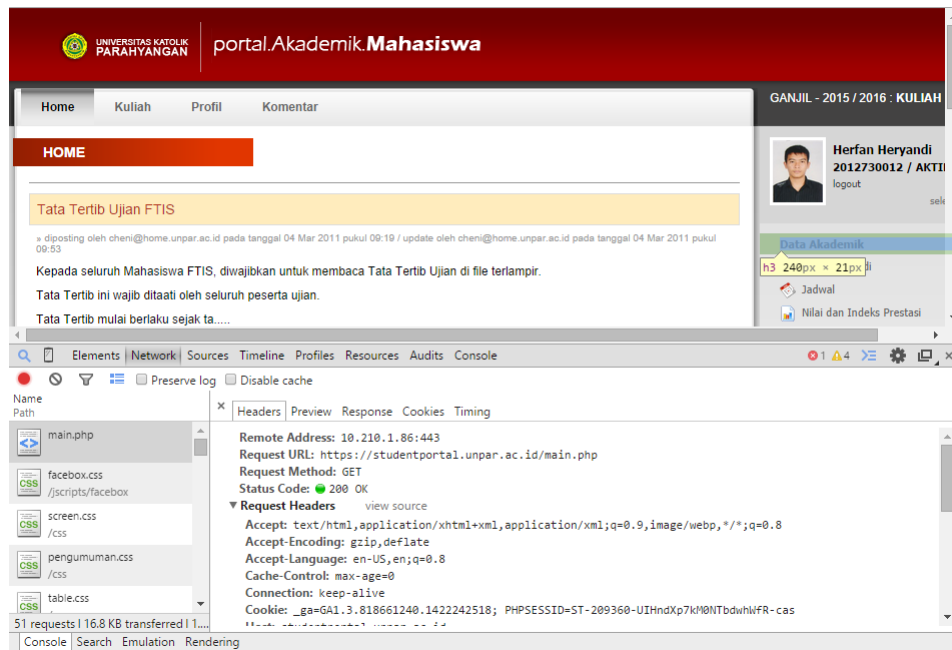 UNIVERSITAS KATOLIK
PARAHYANGAN
portal.Akademik.Mahasiswa
Home Kuliah Profil Komentar
GANJIL - 2015 / 2016 : KULIAH
HOME
Herfan Heryandi
2012730012 / AKTI
logout
sele
Tata Tertib Ujian FTIS
» diposting oleh cheni@home.unpar.ac.id pada tanggal 04 Mar 2011 pukul 09:19 / update oleh cheni@home.unpar.ac.id pada tanggal 04 Mar 2011 pukul
09:53
Kepada seluruh Mahasiswa FTIS, diwajibkan untuk membaca Tata Tertib Ujian di file terlampir.
Tata Tertib ini wajib ditaati oleh seluruh peserta ujian.
Tata Tertib mulai berlaku sejak ta.....
Data Akademik
h3 240px × 21px
Jadwal
Nilai dan Indeks Prestasi
Elements Network Sources Timeline Profiles Resources Audits Console
1 4
Preserve log Disable cache
Name
Path
Headers Preview Response Cookies Timing
main.php
facebox.css
/jscripts/facebox
screen.css
/css
pengumuman.css
/css
table.css
51 requests I 16.8 KB transferred I 1....
Remote Address: 10.210.1.86:443
Request URL: https://studentportal.unpar.ac.id/main.php
Request Method: GET
Status Code: 200 OK
Request Headers view source
Accept: text/html,application/xhtml+xml,application/xml;q=0.9,image/webp,*/*;q=0.8
Accept-Encoding: gzip,deflate
Accept-Language: en-US,en;q=0.8
Cache-Control: max-age=0
Connection: keep-alive
Cookie: _ga=GA1.3.818661240.1422242518; PHPSESSID=ST-209360-UIHndXp7kM0NTbdwhWfR-cas
Console Search Emulation Rendering